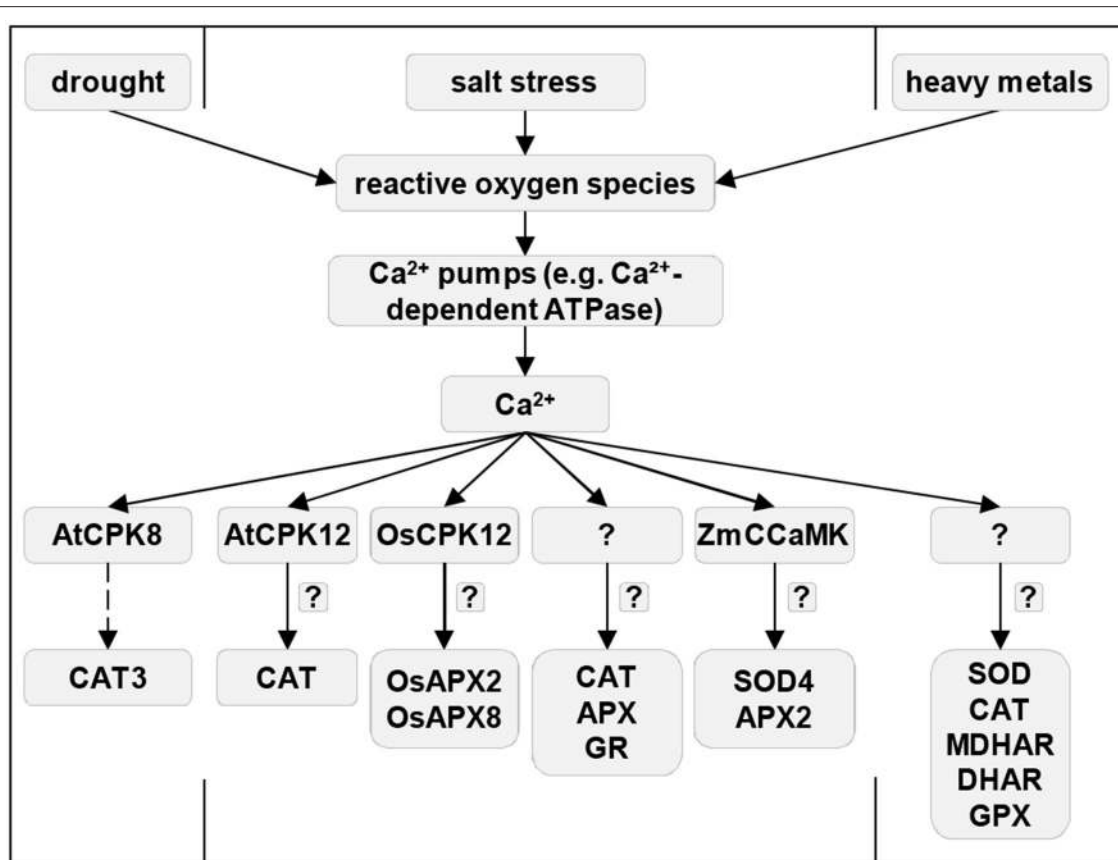 drought
salt stress
heavy metals
reactive oxygen species
Ca²⁺ pumps (e.g. Ca²⁺-
dependent ATPase)
Ca²⁺
AtCPK8
AtCPK12
OsCPK12
?
ZmCCaMK
?
?
?
?
?
?
CAT3
CAT
OsAPX2
OsAPX8
CAT
APX
GR
SOD4
APX2
SOD
CAT
MDHAR
DHAR
GPX